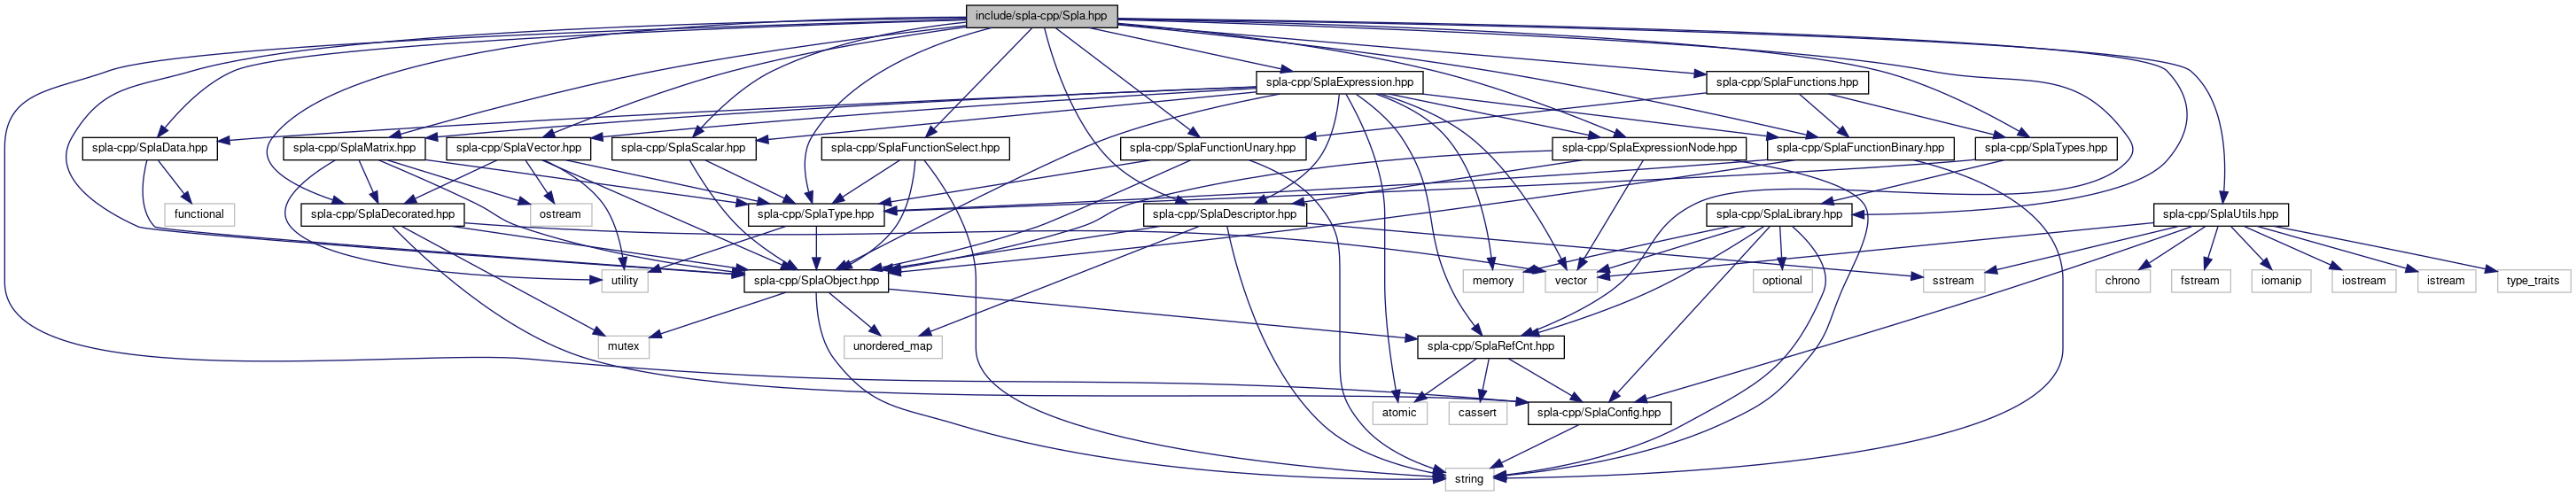 include/spla-cpp/Spla.hpp
spla-cpp/SplaExpression.hpp
spla-cpp/SplaFunctions.hpp
spla-cpp/SplaData.hpp
spla-cpp/SplaMatrix.hpp
spla-cpp/SplaVector.hpp
spla-cpp/SplaScalar.hpp
spla-cpp/SplaFunctionSelect.hpp
spla-cpp/SplaFunctionUnary.hpp
spla-cpp/SplaExpressionNode.hpp
spla-cpp/SplaFunctionBinary.hpp
spla-cpp/SplaTypes.hpp
functional
spla-cpp/SplaDecorated.hpp
ostream
spla-cpp/SplaType.hpp
spla-cpp/SplaDescriptor.hpp
spla-cpp/SplaLibrary.hpp
spla-cpp/SplaUtils.hpp
utility
spla-cpp/SplaObject.hpp
memory
vector
optional
sstream
chrono
fstream
iomanip
iostream
istream
type_traits
mutex
unordered_map
spla-cpp/SplaRefCnt.hpp
atomic
cassert
spla-cpp/SplaConfig.hpp
string